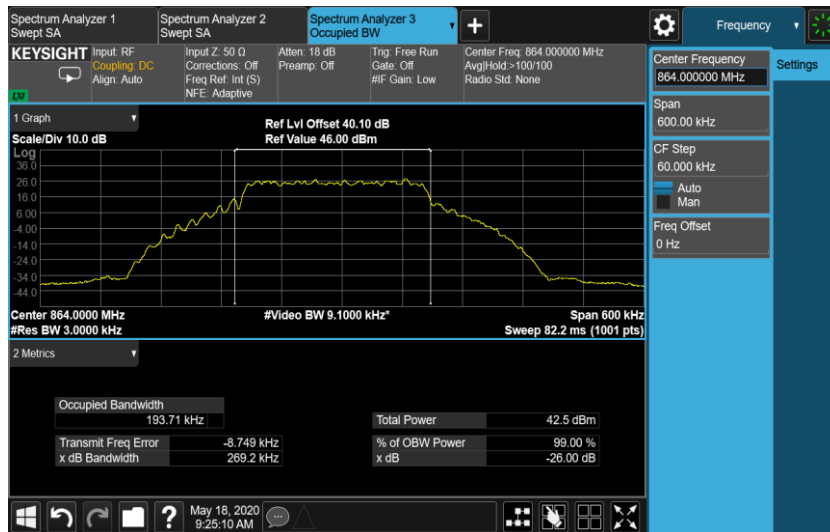 Spectrum Analyzer 1
Swept SA
Spectrum Analyzer 2
Swept SA
Spectrum Analyzer 3
Occupied BW
Frequency
KEYSIGHT
Input: RF
Coupling: DC
Align: Auto
LXI
Input Z: 50 Ω
Corrections: Off
Freq Ref: Int (S)
NFE: Adaptive
Atten: 18 dB
Preamp: Off
Trig: Free Run
Gate: Off
#IF Gain: Low
Center Freq: 864.000000 MHz
Avg|Hold:>100/100
Radio Std: None
Center Frequency
864.000000 MHz
Settings
Span
600.00 kHz
CF Step
60.000 kHz
Auto
Man
Freq Offset
0 Hz
1 Graph
Scale/Div 10.0 dB
Ref Lvl Offset 40.10 dB
Ref Value 46.00 dBm
Log
36.0
26.0
16.0
6.00
-4.00
-14.0
-24.0
-34.0
-44.0
Center 864.0000 MHz
#Res BW 3.0000 kHz
#Video BW 9.1000 kHz*
Span 600 kHz
Sweep 82.2 ms (1001 pts)
2 Metrics
Occupied Bandwidth
193.71 kHz
Total Power 42.5 dBm
Transmit Freq Error -8.749 kHz
% of OBW Power 99.00 %
x dB Bandwidth 269.2 kHz
x dB -26.00 dB
?
May 18, 2020
9:25:10 AM